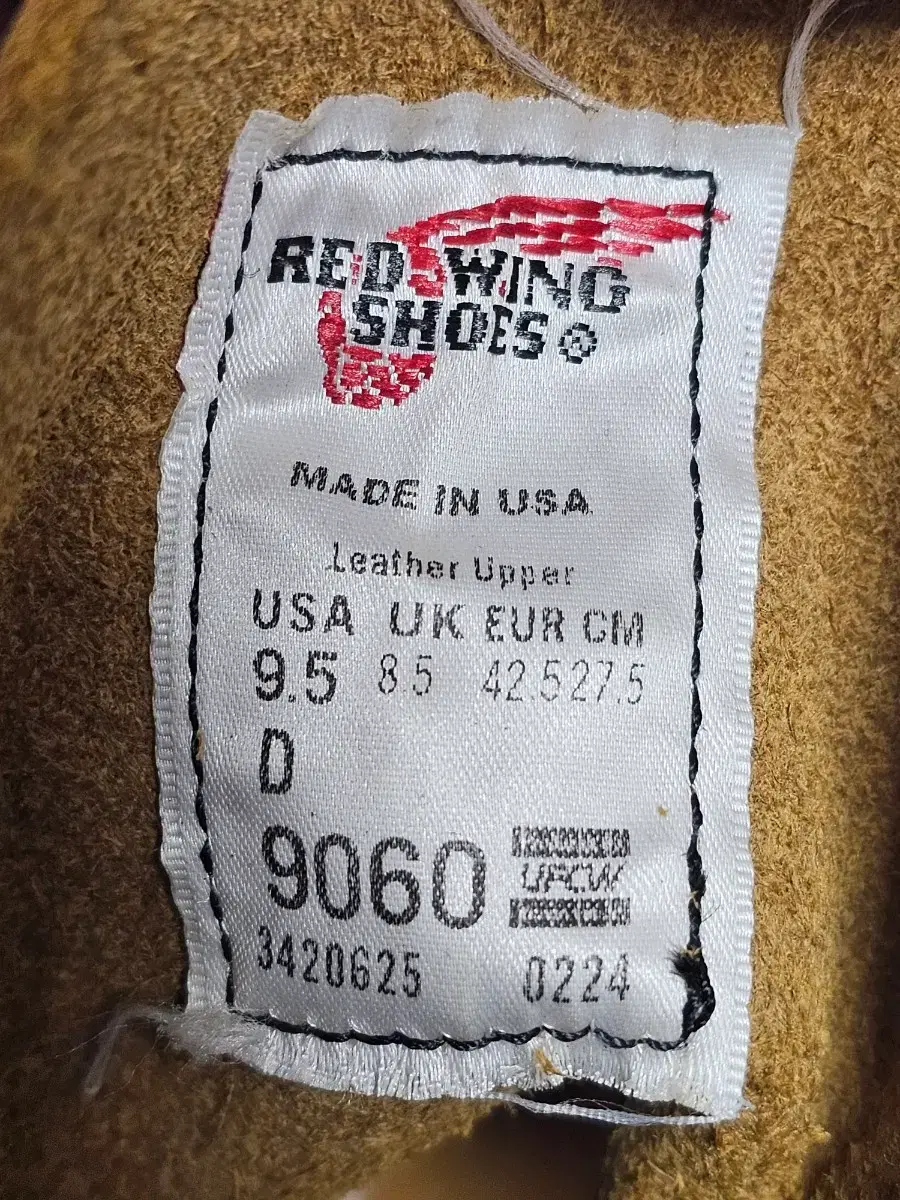 RED WING
SHOES®
MADE IN USA
Leather Upper
USA UK EUR CM
9.5 8 5 42.5 27.5
D
9060
UFCW
3420625 0224